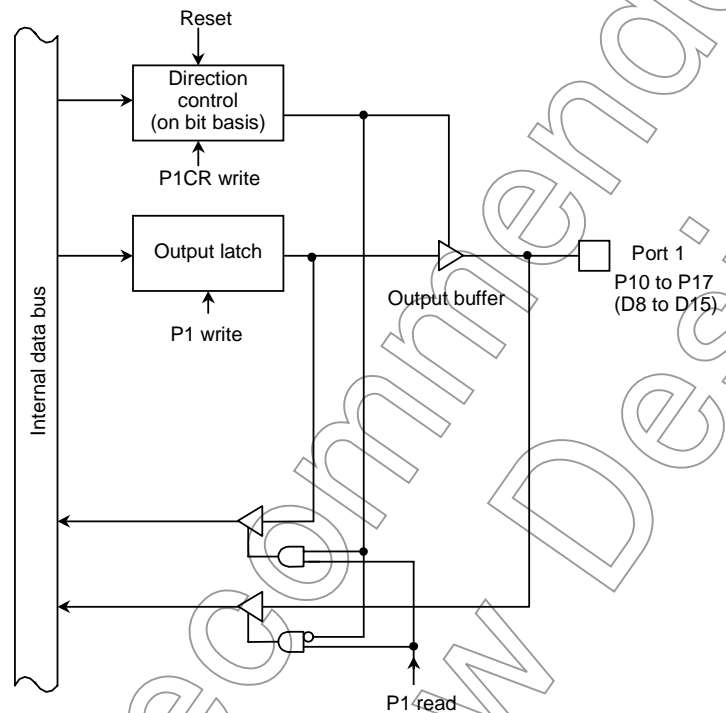 Reset
Direction
control
(on bit basis)
P1CR write
Output latch
P1 write
Output buffer
Port 1
P10 to P17
(D8 to D15)
Internal data bus
P1 read